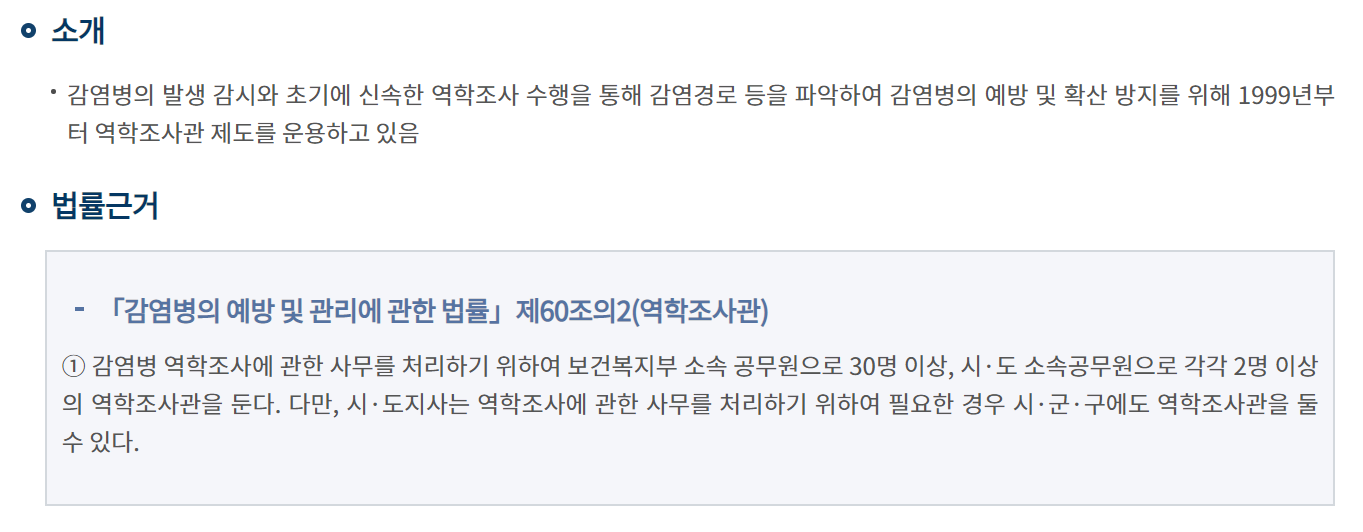 소개
· 감염병의 발생 감시와 초기에 신속한 역학조사 수행을 통해 감염경로 등을 파악하여 감염병의 예방 및 확산 방지를 위해 1999년부
터 역학조사관 제도를 운용하고 있음
법률근거
- 「감염병의 예방 및 관리에 관한 법률」제60조의2(역학조사관)
① 감염병 역학조사에 관한 사무를 처리하기 위하여 보건복지부 소속 공무원으로 30명 이상, 시·도 소속공무원으로 각각 2명 이상
의 역학조사관을 둔다. 다만, 시·도지사는 역학조사에 관한 사무를 처리하기 위하여 필요한 경우 시·군·구에도 역학조사관을 둘
수 있다.